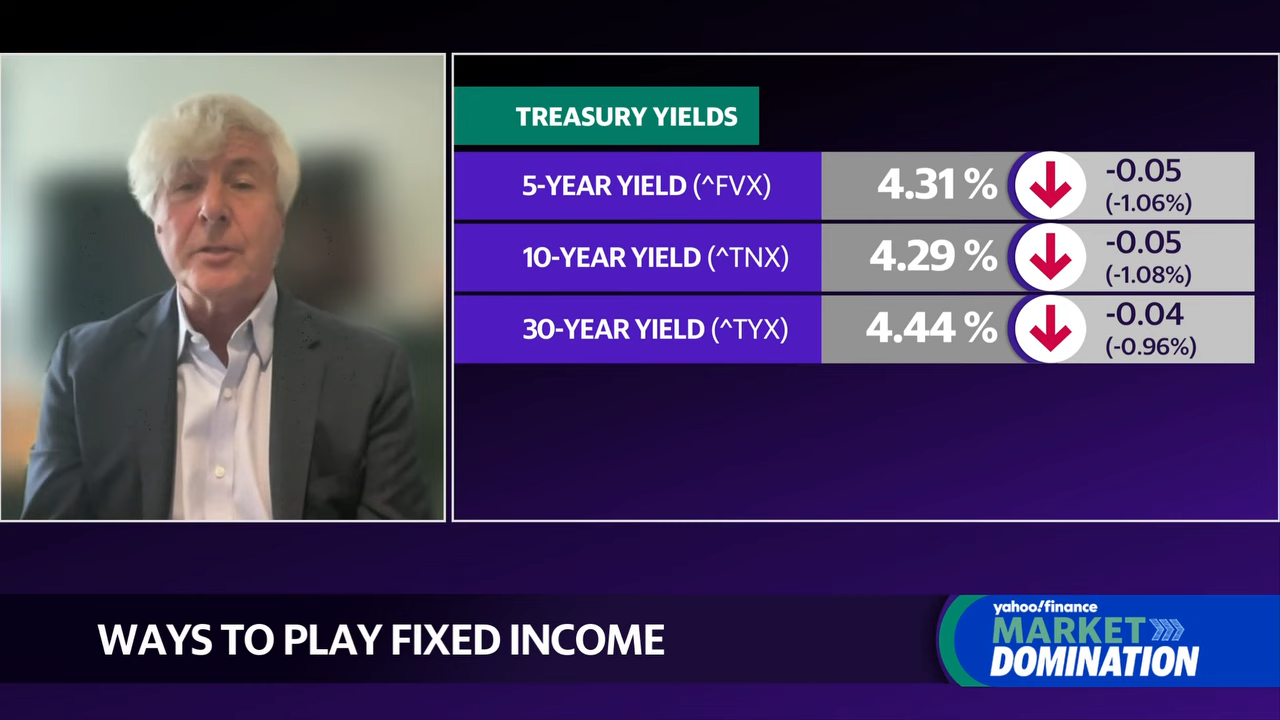 TREASURY YIELDS
5-YEAR YIELD (^FVX) 4.31 % -0.05 (-1.06%)
10-YEAR YIELD (^TNX) 4.29 % -0.05 (-1.08%)
30-YEAR YIELD (^TYX) 4.44 % -0.04 (-0.96%)
WAYS TO PLAY FIXED INCOME
yahoo!finance
MARKET
DOMINATION